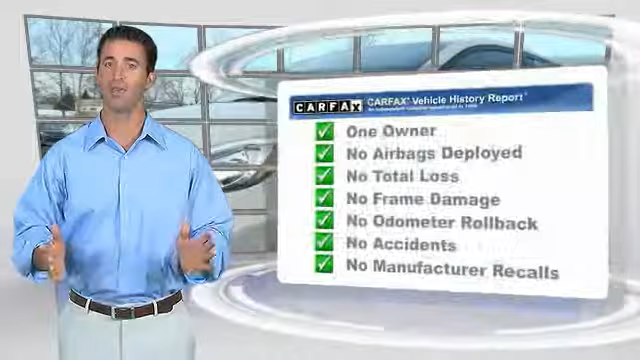 CARFAX CARFAX Vehicle History Report
One Owner
No Airbags Deployed
No Total Loss
No Frame Damage
No Odometer Rollback
No Accidents
No Manufacturer Recalls